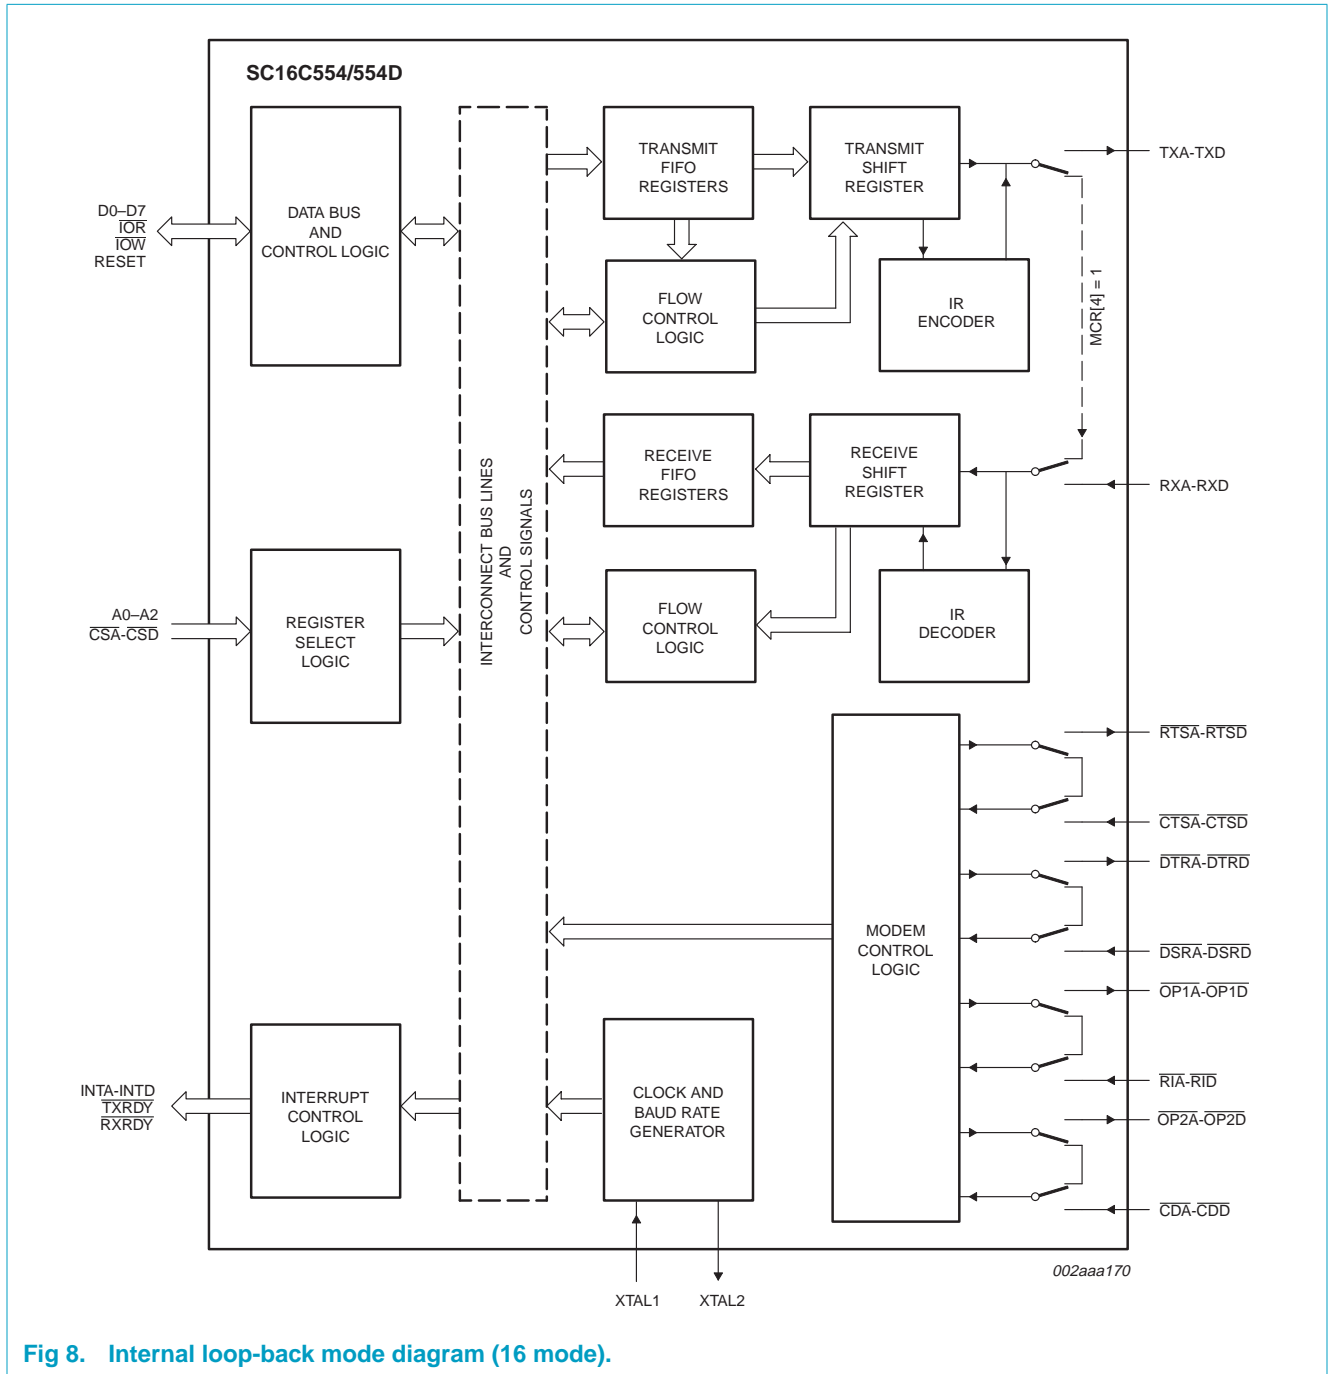 SC16C554/554D
D0–D7
IOR
IOW
RESET
DATA BUS
AND
CONTROL LOGIC
TRANSMIT
FIFO
REGISTERS
TRANSMIT
SHIFT
REGISTER
TXA-TXD
FLOW
CONTROL
LOGIC
IR
ENCODER
MCR[4] = 1
INTERCONNECT BUS LINES
AND
CONTROL SIGNALS
RECEIVE
FIFO
REGISTERS
RECEIVE
SHIFT
REGISTER
RXA-RXD
A0–A2
CSA-CSD
REGISTER
SELECT
LOGIC
FLOW
CONTROL
LOGIC
IR
DECODER
MODEM
CONTROL
LOGIC
RTSA-RTSD
CTSA-CTSD
DTRA-DTRD
DSRA-DSRD
OP1A-OP1D
RIA-RID
OP2A-OP2D
CDA-CDD
INTA-INTD
TXRDY
RXRDY
INTERRUPT
CONTROL
LOGIC
CLOCK AND
BAUD RATE
GENERATOR
XTAL1
XTAL2
002aaa170
Fig 8. Internal loop-back mode diagram (16 mode).